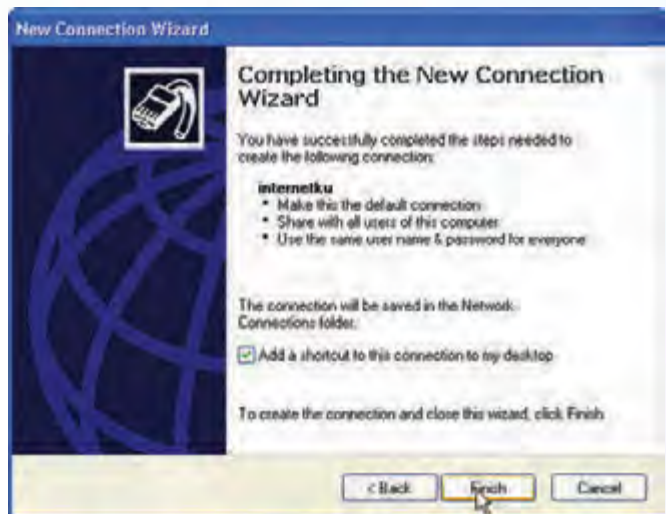 New Connection Wizard
Completing the New Connection
Wizard
You have successfully completed the steps needed to
create the following connection:
internetku
• Make this the default connection
• Share with all users of this computer
• Use the same user name & password for everyone
The connection will be saved in the Network
Connections folder.
Add a shortcut to this connection to my desktop
To create the connection and close this wizard, click Finish
< Back
Finish
Cancel